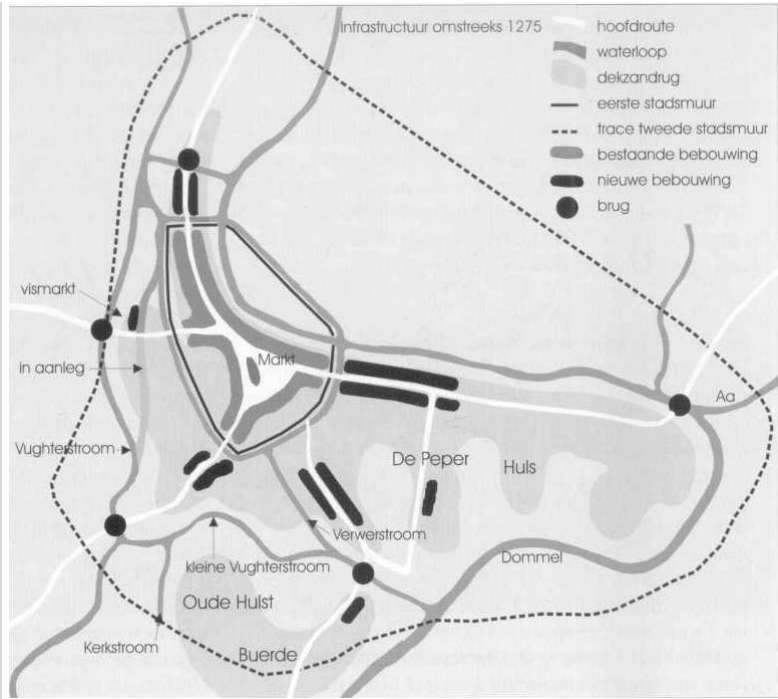 Infrastructuur omstreeks 1275
hoofdroute
waterloop
dekzandrug
eerste stadsmuur
trace tweede stadsmuur
bestaande bebouwing
nieuwe bebouwing
brug
vismarkt
in aanleg
Markt
Aa
Vughterstroom
De Peper
Huls
Verwerstroom
Dommel
kleine Vughterstroom
Oude Hulst
Kerkstroom
Buerde